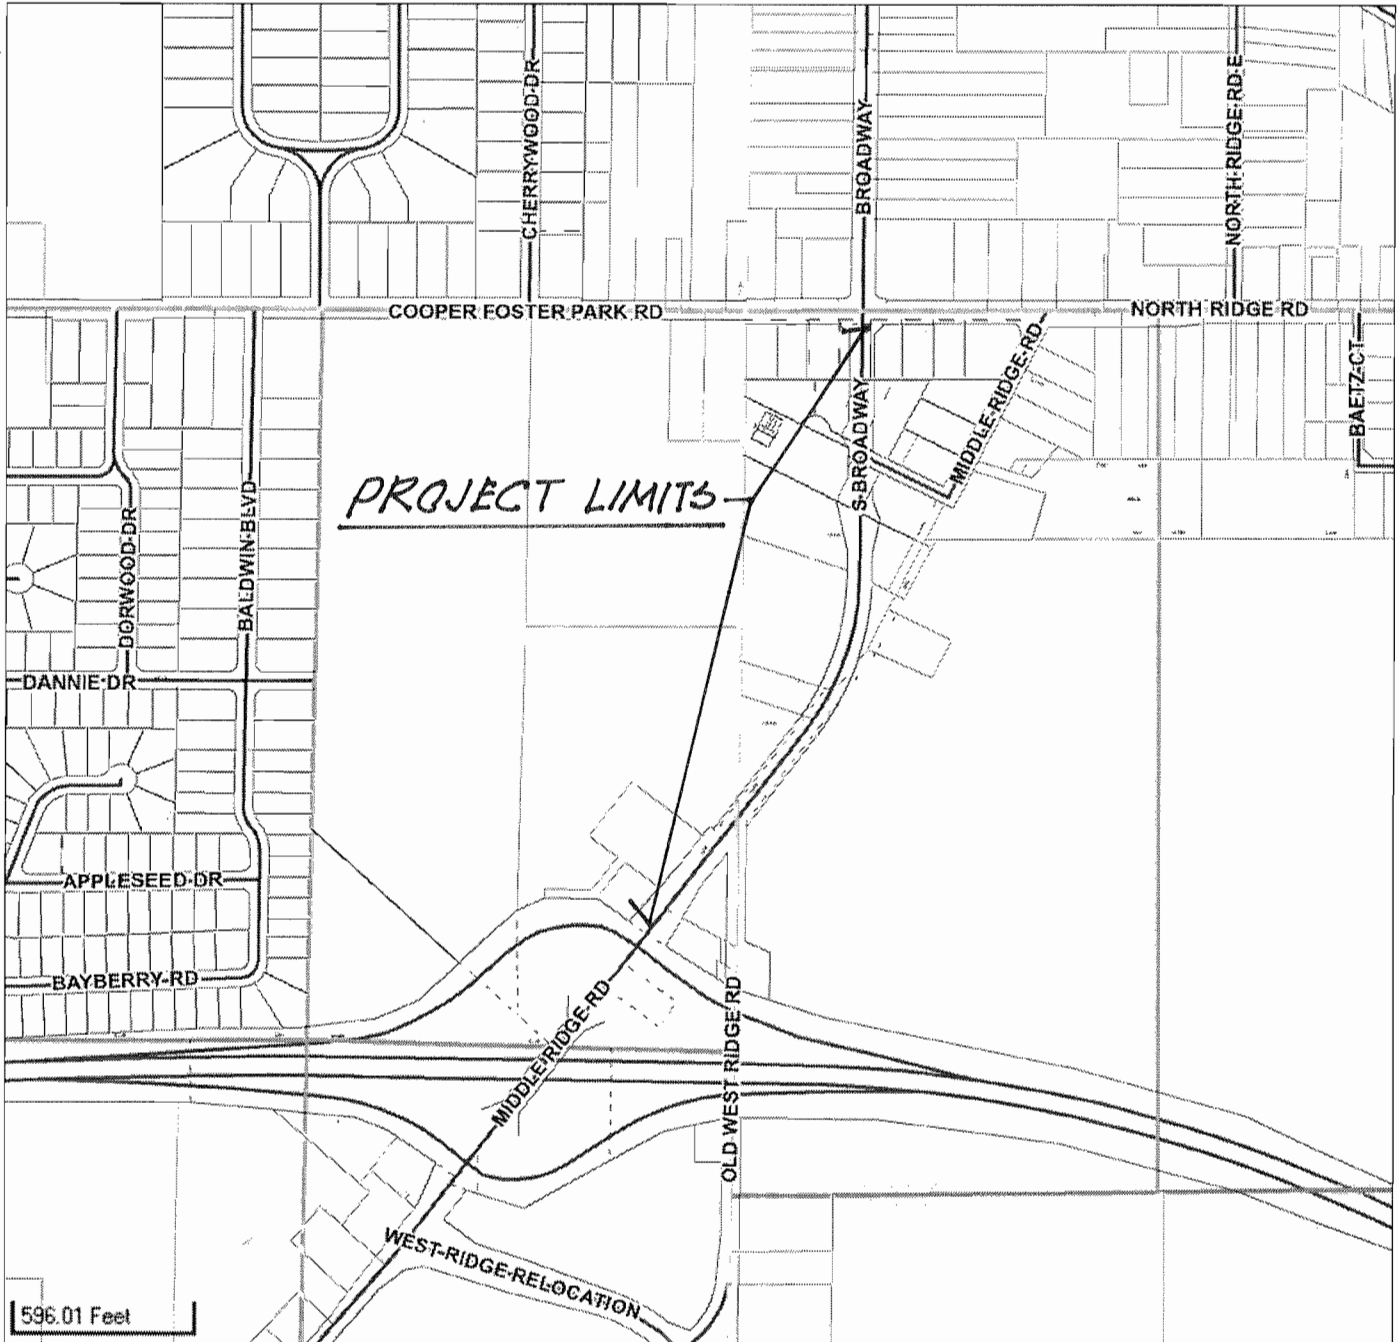 CHERRYWOOD DR
BROADWAY
NORTH RIDGE RD E
COOPER FOSTER PARK RD
NORTH RIDGE RD
MIDDLE RIDGE RD
BAETZ CT
S BROADWAY
PROJECT LIMITS
DORWOOD DR
BALDWIN BLVD
DANNIE DR
APPLESEED DR
BAYBERRY RD
MIDDLE RIDGE RD
OLD WEST RIDGE RD
WEST RIDGE RELOCATION
596.01 Feet